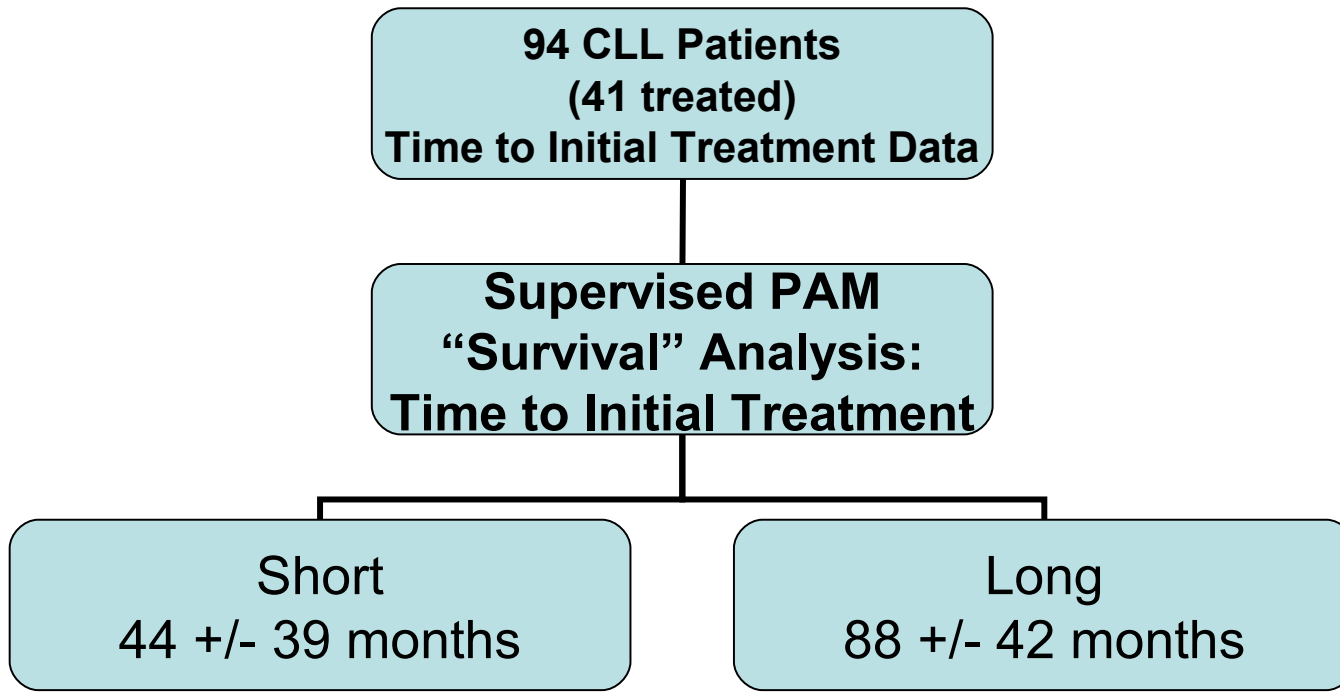 94 CLL Patients
(41 treated)
Time to Initial Treatment Data
Supervised PAM
“Survival” Analysis:
Time to Initial Treatment
Short
44 +/- 39 months
Long
88 +/- 42 months